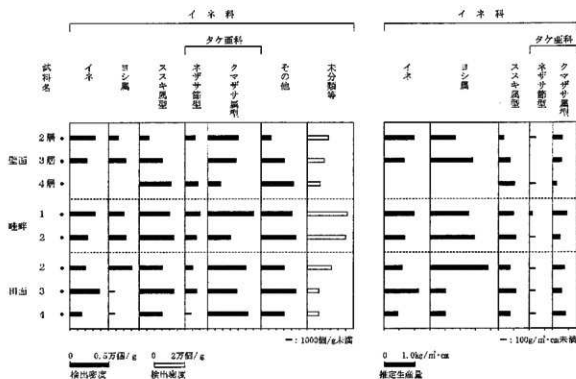 イネ科
イネ科
タケ亜科
タケ亜科
試料名
イネ
ヨシ属
ススキ属型
ネザサ節型
クマザサ属型
その他
未分類等
イネ
ヨシ属
ススキ属型
ネザサ節型
クマザサ属型
2層
壁面 3層
4層
1
畦畔
2
2
3
4
━: 1000個/g未満
━: 100g/㎡・cm未満
0 0.5万個/g
検出密度
0 2万個/g
検出密度
0 1.0kg/㎡・cm
推定生産量